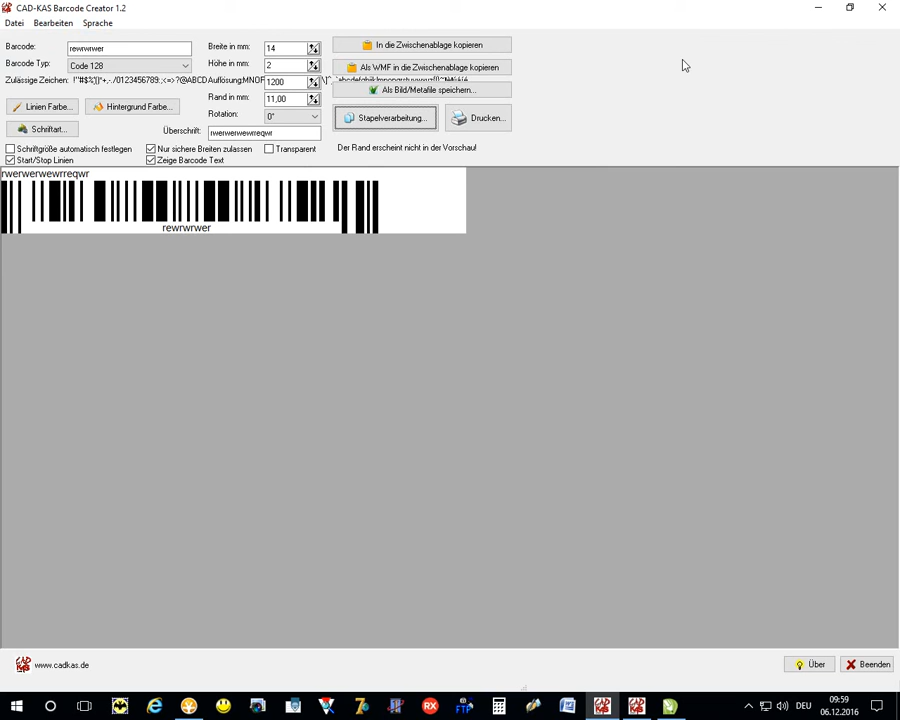 CAD-KAS Barcode Creator 1.2
Datei Bearbeiten Sprache
Barcode: rewrwrwer
Barcode Typ: Code 128
Zulässige Zeichen:
Linien Farbe... Hintergrund Farbe...
Schriftart...
Schriftgröße automatisch festlegen
Start/Stop Linien
Nur sichere Breiten zulassen
Zeige Barcode Text
Transparent
Breite in mm: 14
Höhe in mm: 2
Auflösung: 1200
Rand in mm: 11,00
Rotation: 0°
Überschrift: rwerwerwewrreqwr
In die Zwischenablage kopieren
Als WMF in die Zwischenablage kopieren
Als Bild/Metafile speichern...
Stapelverarbeitung... Drucken...
Der Rand erscheint nicht in der Vorschau!
rwerwerwewrreqwr
rewrwrwer
CAD KAS www.cadkas.de
Über Beenden
DEU
09:59
06.12.2016